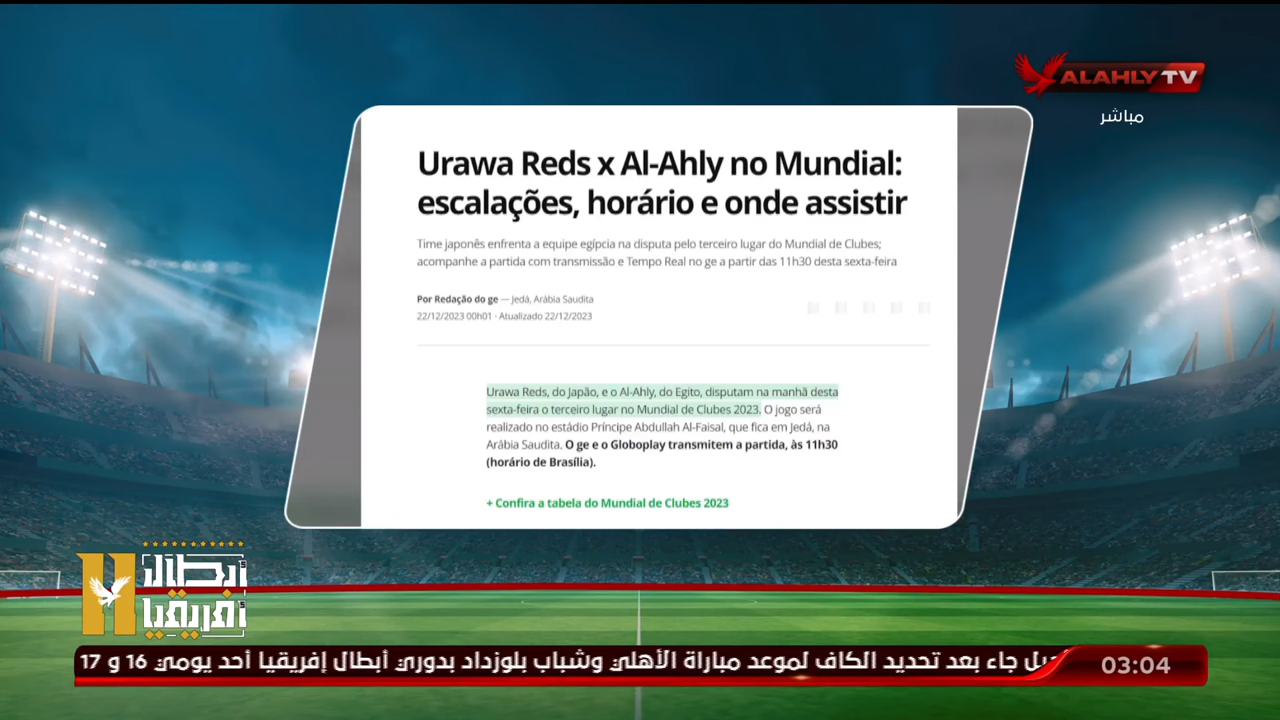 ALAHLY TV
مباشر
Urawa Reds x Al-Ahly no Mundial:
escalações, horário e onde assistir
Time japonês enfrenta a equipe egípcia na disputa pelo terceiro lugar do Mundial de Clubes;
acompanhe a partida com transmissão e Tempo Real no ge a partir das 11h30 desta sexta-feira
Por Redação do ge — Jedá, Arábia Saudita
22/12/2023 00h01 · Atualizado 22/12/2023
Urawa Reds, do Japão, e o Al-Ahly, do Egito, disputam na manhã desta
sexta-feira o terceiro lugar no Mundial de Clubes 2023. O jogo será
realizado no estádio Príncipe Abdullah Al-Faisal, que fica em Jedá, na
Arábia Saudita. O ge e o Globoplay transmitem a partida, às 11h30
(horário de Brasília).
+ Confira a tabela do Mundial de Clubes 2023
11
أبطال
أفريقيا
جاء بعد تحديد الكاف لموعد مباراة الأهلي وشباب بلوزداد بدوري أبطال إفريقيا أحد يومي 16 و 17
03:04